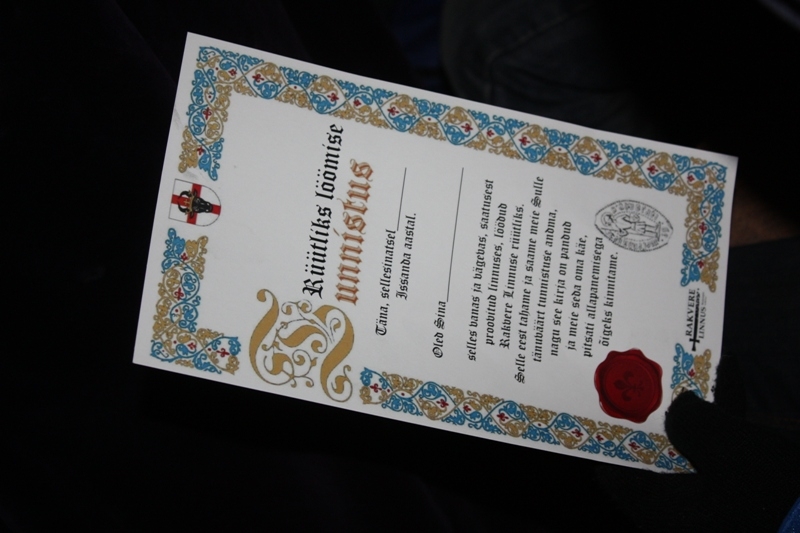 Rüütliks löömise
Tunnistus
Täna, sellesinatsel
Issanda aastal.
Oled Sina
selles vanas ja vägevas, saatusest
proovitud linnuses, löödud
Rakvere Linnuse rüütliks.
Selle eest tahame ja saame meie Sulle
tänuväärt tunnistuse anda,
nagu see kirja on pandud
ja meie seda oma käe,
pitsati allapanemisega
õigeks kinnitame.
RAKVERE
LINNUS